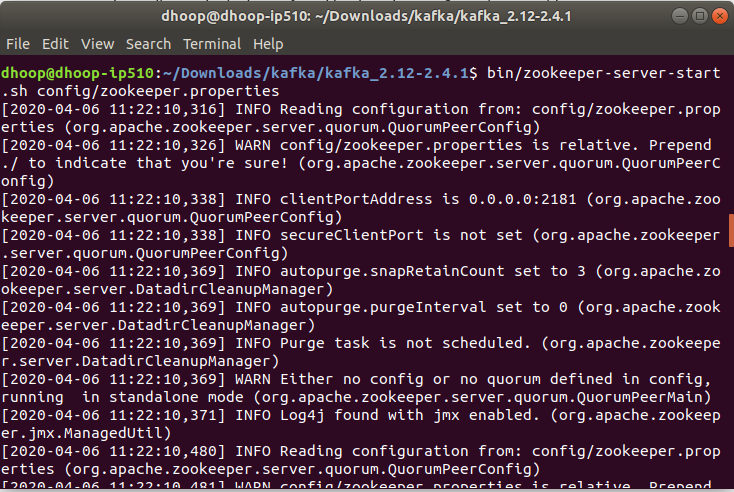 dhoop@dhoop-ip510: ~/Downloads/kafka/kafka_2.12-2.4.1
File Edit View Search Terminal Help
dhoop@dhoop-ip510:~/Downloads/kafka/kafka_2.12-2.4.1$ bin/zookeeper-server-start
.sh config/zookeeper.properties
[2020-04-06 11:22:10,316] INFO Reading configuration from: config/zookeeper.prop
erties (org.apache.zookeeper.server.quorum.QuorumPeerConfig)
[2020-04-06 11:22:10,326] WARN config/zookeeper.properties is relative. Prepend
./ to indicate that you're sure! (org.apache.zookeeper.server.quorum.QuorumPeerC
onfig)
[2020-04-06 11:22:10,338] INFO clientPortAddress is 0.0.0.0:2181 (org.apache.zoo
keeper.server.quorum.QuorumPeerConfig)
[2020-04-06 11:22:10,338] INFO secureClientPort is not set (org.apache.zookeeper
.server.quorum.QuorumPeerConfig)
[2020-04-06 11:22:10,369] INFO autopurge.snapRetainCount set to 3 (org.apache.zo
okeeper.server.DatadirCleanupManager)
[2020-04-06 11:22:10,369] INFO autopurge.purgeInterval set to 0 (org.apache.zook
eeper.server.DatadirCleanupManager)
[2020-04-06 11:22:10,369] INFO Purge task is not scheduled. (org.apache.zookeepe
r.server.DatadirCleanupManager)
[2020-04-06 11:22:10,369] WARN Either no config or no quorum defined in config,
running  in standalone mode (org.apache.zookeeper.server.quorum.QuorumPeerMain)
[2020-04-06 11:22:10,371] INFO Log4j found with jmx enabled. (org.apache.zookeep
er.jmx.ManagedUtil)
[2020-04-06 11:22:10,480] INFO Reading configuration from: config/zookeeper.prop
erties (org.apache.zookeeper.server.quorum.QuorumPeerConfig)
[2020-04-06 11:22:10,481] WARN config/zookeeper.properties is relative. Prepend